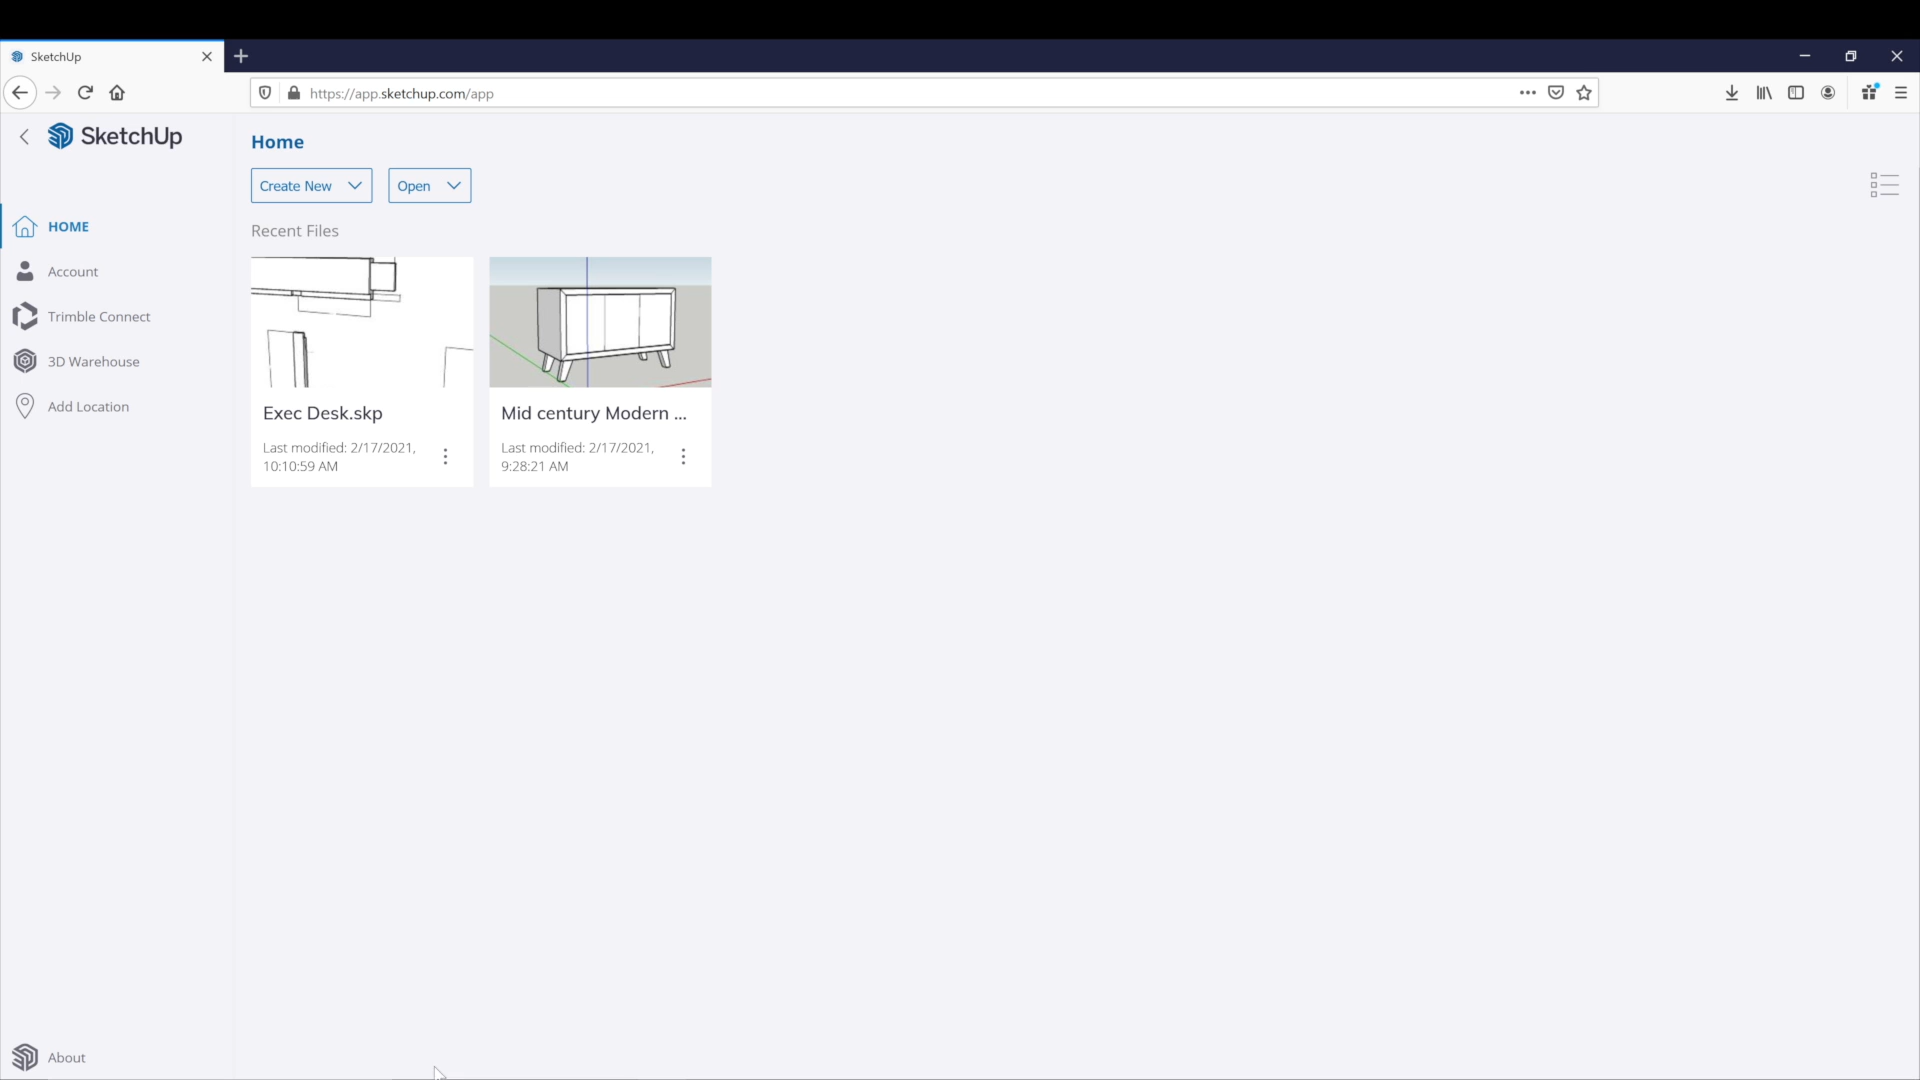 SketchUp
https://app.sketchup.com/app
SketchUp
HOME
Account
Trimble Connect
3D Warehouse
Add Location
About
Home
Create New
Open
Recent Files
Exec Desk.skp
Last modified: 2/17/2021,
10:10:59 AM
Mid century Modern ...
Last modified: 2/17/2021,
9:28:21 AM